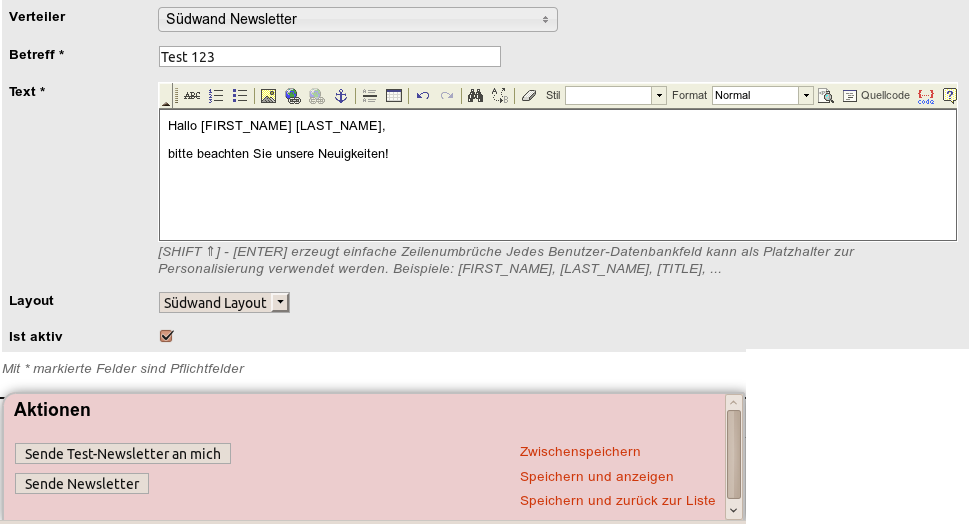 Verteiler Südwand Newsletter
Betreff * Test 123
Text * ABC Stil Format Normal Quellcode
Hallo [FIRST_NAME] [LAST_NAME],
bitte beachten Sie unsere Neuigkeiten!
[SHIFT ⇑] - [ENTER] erzeugt einfache Zeilenumbrüche Jedes Benutzer-Datenbankfeld kann als Platzhalter zur
Personalisierung verwendet werden. Beispiele: [FIRST_NAME], [LAST_NAME], [TITLE], ...
Layout Südwand Layout
Ist aktiv
Mit * markierte Felder sind Pflichtfelder
Aktionen
Sende Test-Newsletter an mich Zwischenspeichern
Speichern und anzeigen
Sende Newsletter
Speichern und zurück zur Liste